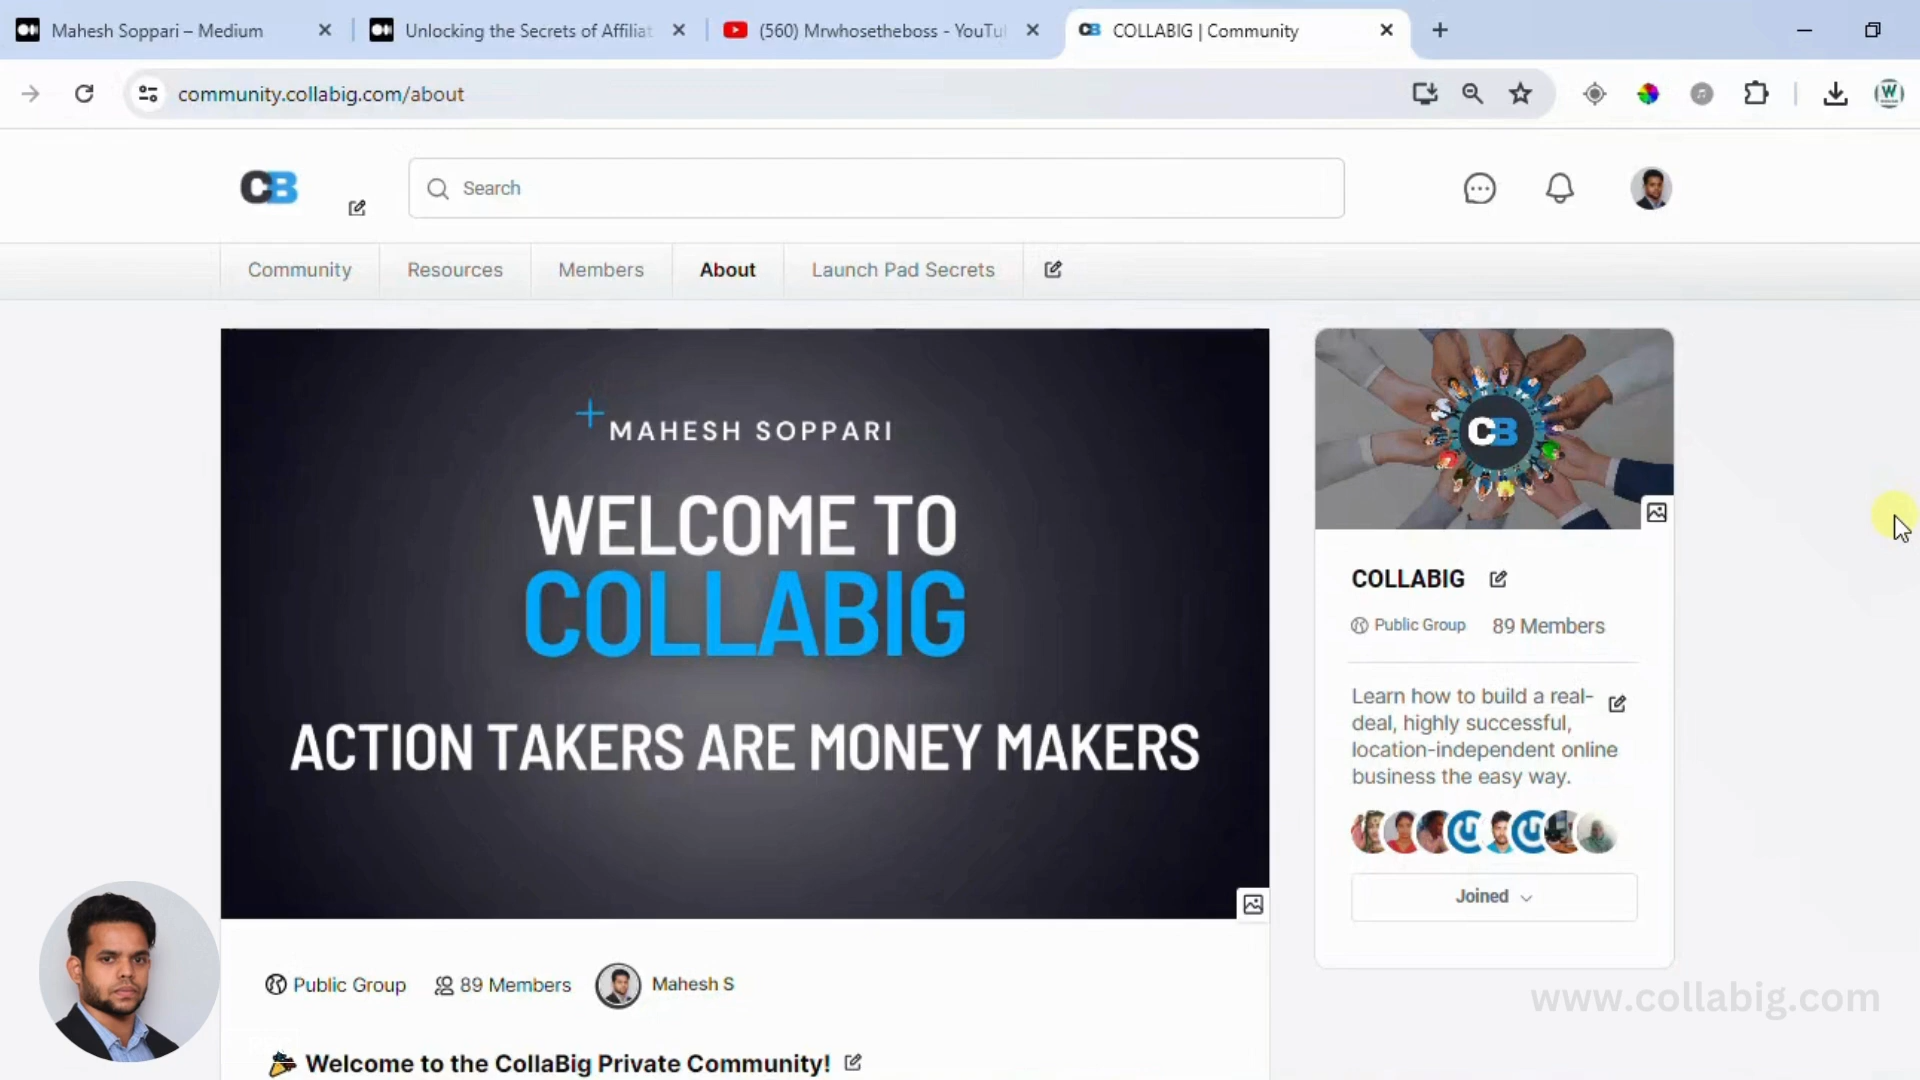 Mahesh Soppari – Medium
Unlocking the Secrets of Affiliat
(560) Mrwhosetheboss - YouTu
COLLABIG | Community
community.collabig.com/about
W
CB
Search
Community
Resources
Members
About
Launch Pad Secrets
MAHESH SOPPARI
WELCOME TO
COLLABIG
ACTION TAKERS ARE MONEY MAKERS
CB
COLLABIG
Public Group
89 Members
Learn how to build a real-
deal, highly successful,
location-independent online
business the easy way.
Joined
Public Group
89 Members
Mahesh S
Welcome to the CollaBig Private Community!
www.collabig.com